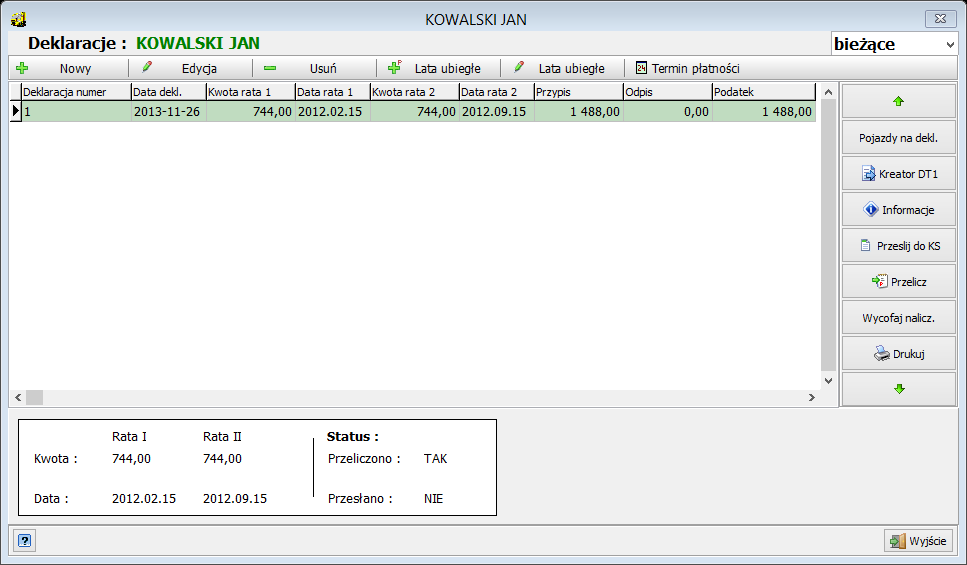 KOWALSKI JAN
Deklaracje : KOWALSKI JAN
bieżące
Nowy Edycja Usuń Lata ubiegłe Lata ubiegłe 24 Termin płatności
Deklaracja numer Data dekl. Kwota rata 1 Data rata 1 Kwota rata 2 Data rata 2 Przypis Odpis Podatek
1 2013-11-26 744,00 2012.02.15 744,00 2012.09.15 1 488,00 0,00 1 488,00
Pojazdy na dekl.
Kreator DT1
Informacje
Przeslij do KS
Przelicz
Wycofaj nalicz.
Drukuj
Rata I Rata II Status :
Kwota : 744,00 744,00 Przeliczono : TAK
Data : 2012.02.15 2012.09.15 Przesłano : NIE
? Wyjście